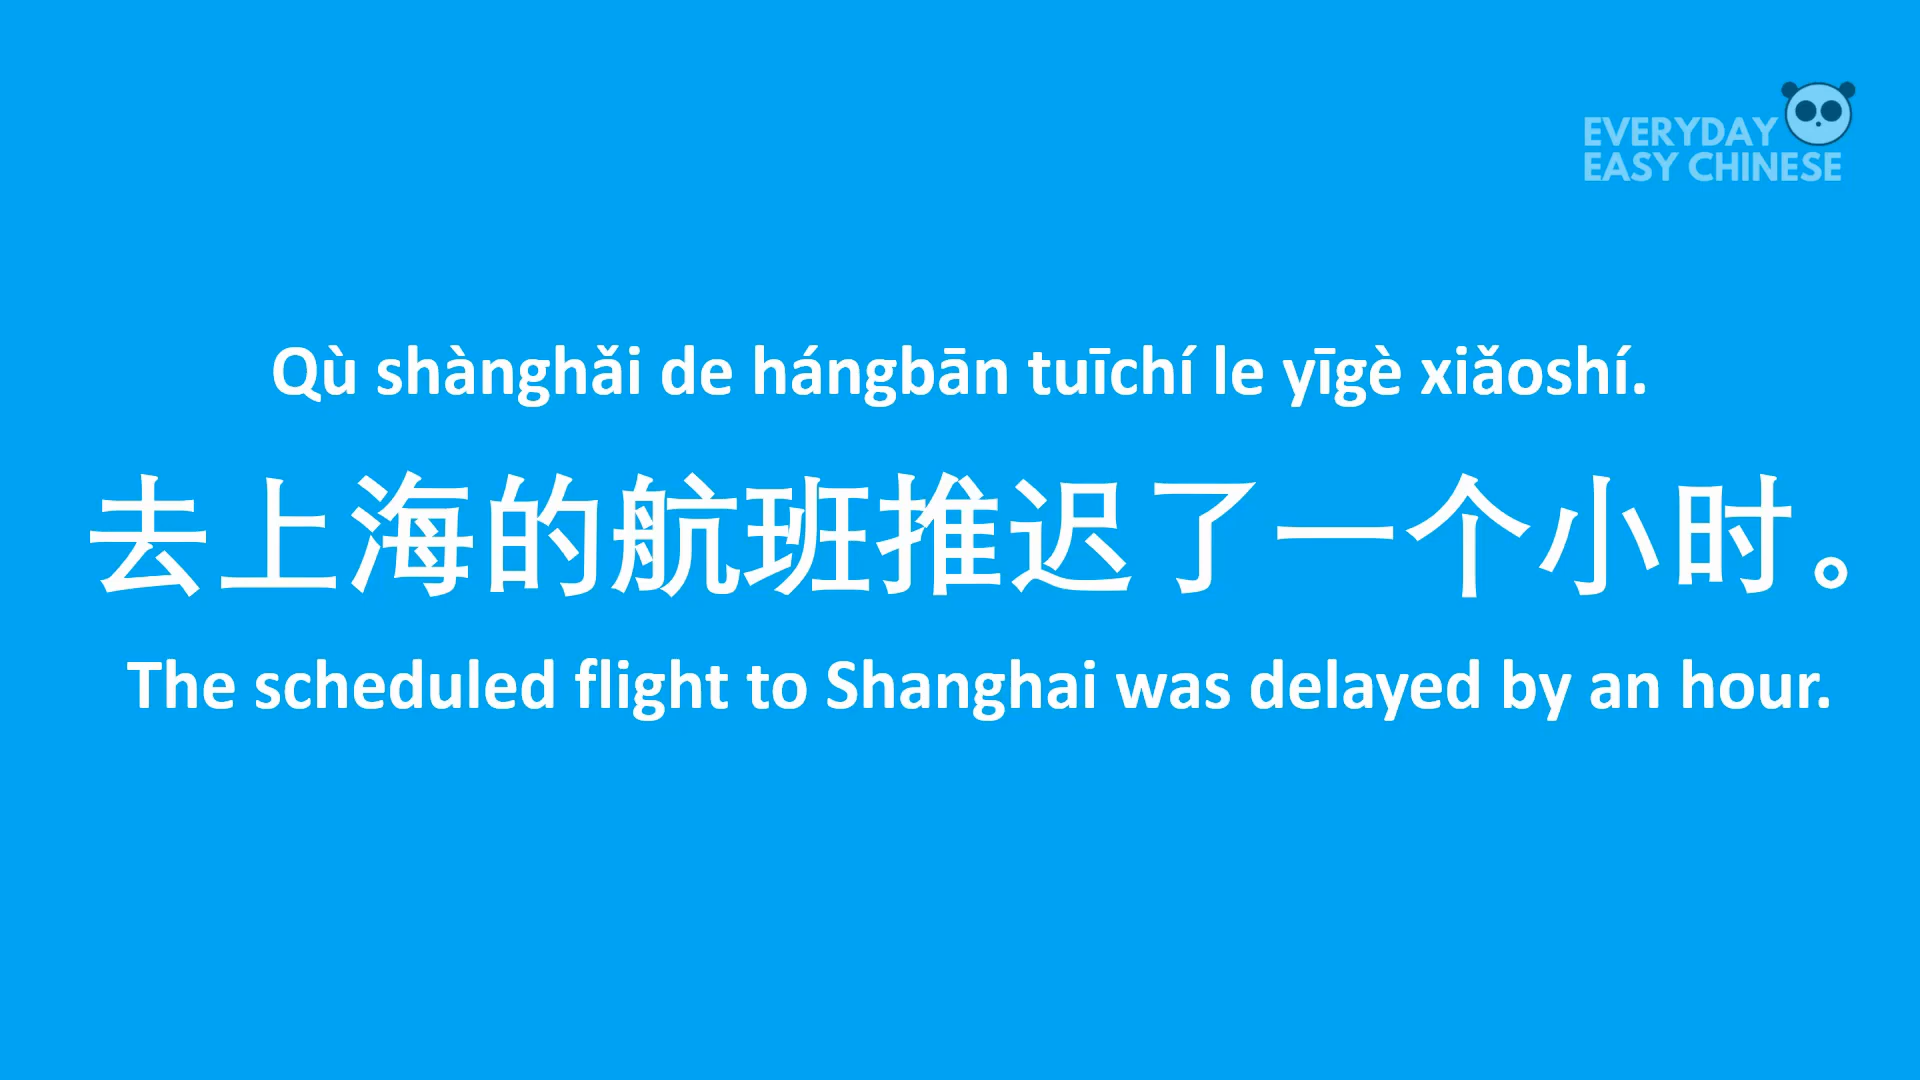 EVERYDAY
EASY CHINESE
Qù shànghǎi de hángbān tuīchí le yīgè xiǎoshí.
去上海的航班推迟了一个小时。
The scheduled flight to Shanghai was delayed by an hour.